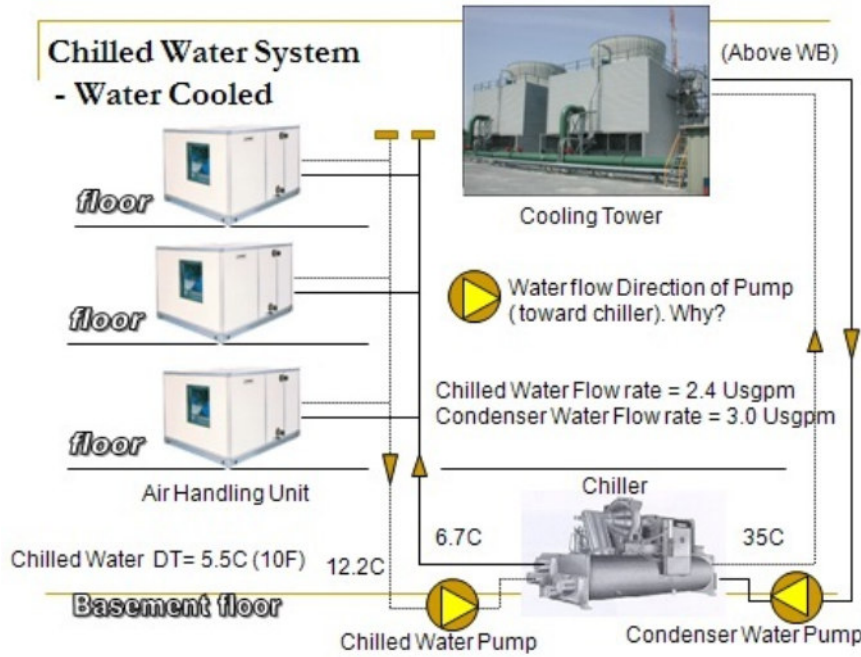 Chilled Water System
- Water Cooled
(Above WB)
floor
Cooling Tower
floor
Water flow Direction of Pump
( toward chiller). Why?
Chilled Water Flow rate = 2.4 Usgpm
Condenser Water Flow rate = 3.0 Usgpm
floor
Air Handling Unit
Chiller
6.7C
35C
Chilled Water DT= 5.5C (10F)
12.2C
Basement floor
Chilled Water Pump
Condenser Water Pump